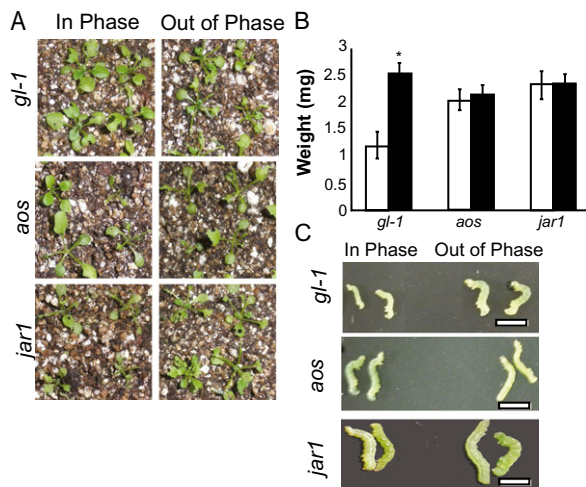 A
In Phase
Out of Phase
gl-1
aos
jar1
B
Weight (mg)
3
2.5
2
1.5
1
0.5
0
*
gl-1
aos
jar1
C
In Phase
Out of Phase
gl-1
aos
jar1